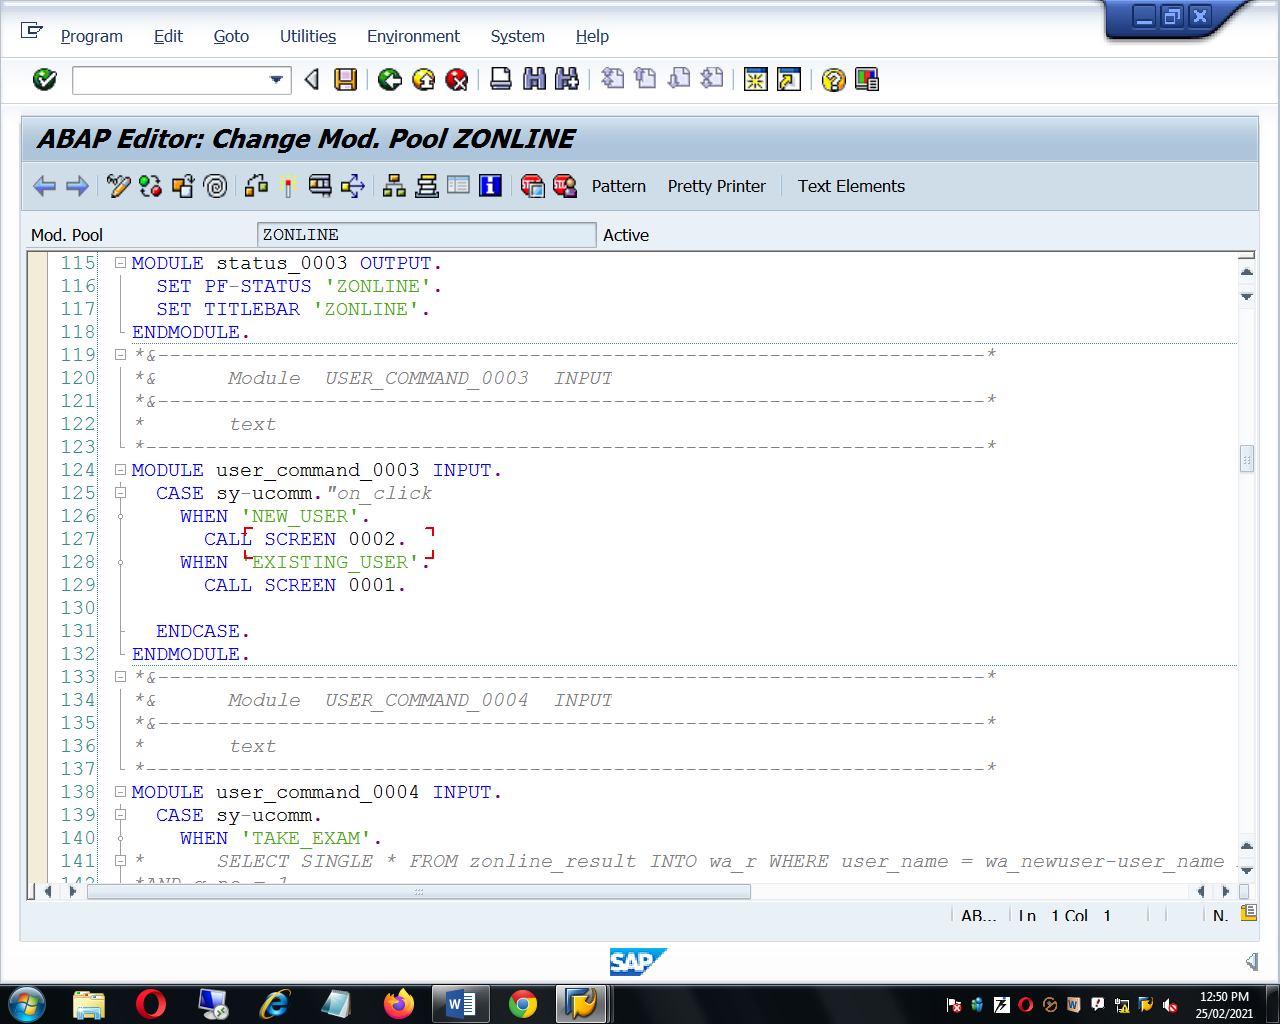 Program Edit Goto Utilities Environment System Help
ABAP Editor: Change Mod. Pool ZONLINE
Pattern Pretty Printer Text Elements
Mod. Pool ZONLINE Active
115 MODULE status_0003 OUTPUT.
116 SET PF-STATUS 'ZONLINE'.
117 SET TITLEBAR 'ZONLINE'.
118 ENDMODULE.
119 *&---------------------------------------------------------------------*
120 *& Module USER_COMMAND_0003 INPUT
121 *&---------------------------------------------------------------------*
122 * text
123 *----------------------------------------------------------------------*
124 MODULE user_command_0003 INPUT.
125 CASE sy-ucomm."on_click
126 WHEN 'NEW_USER'.
127 CALL SCREEN 0002.
128 WHEN 'EXISTING_USER'.
129 CALL SCREEN 0001.
130
131 ENDCASE.
132 ENDMODULE.
133 *&---------------------------------------------------------------------*
134 *& Module USER_COMMAND_0004 INPUT
135 *&---------------------------------------------------------------------*
136 * text
137 *----------------------------------------------------------------------*
138 MODULE user_command_0004 INPUT.
139 CASE sy-ucomm.
140 WHEN 'TAKE_EXAM'.
141 * SELECT SINGLE * FROM zonline_result INTO wa_r WHERE user_name = wa_newuser-user_name
AB... Ln 1 Col 1 N.
SAP
12:50 PM
25/02/2021